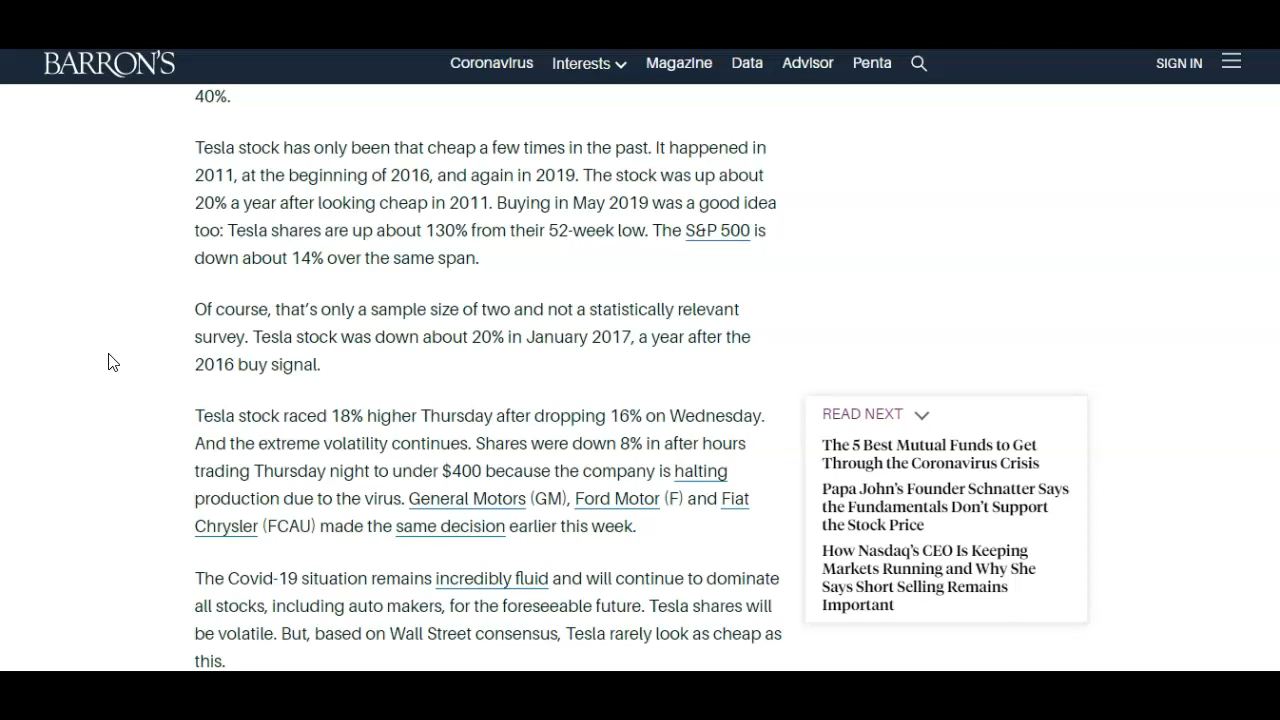 BARRON'S
Coronavirus Interests Magazine Data Advisor Penta
SIGN IN
40%.
Tesla stock has only been that cheap a few times in the past. It happened in
2011, at the beginning of 2016, and again in 2019. The stock was up about
20% a year after looking cheap in 2011. Buying in May 2019 was a good idea
too: Tesla shares are up about 130% from their 52-week low. The S&P 500 is
down about 14% over the same span.
Of course, that's only a sample size of two and not a statistically relevant
survey. Tesla stock was down about 20% in January 2017, a year after the
2016 buy signal.
Tesla stock raced 18% higher Thursday after dropping 16% on Wednesday.
And the extreme volatility continues. Shares were down 8% in after hours
trading Thursday night to under $400 because the company is halting
production due to the virus. General Motors (GM), Ford Motor (F) and Fiat
Chrysler (FCAU) made the same decision earlier this week.
The Covid-19 situation remains incredibly fluid and will continue to dominate
all stocks, including auto makers, for the foreseeable future. Tesla shares will
be volatile. But, based on Wall Street consensus, Tesla rarely look as cheap as
this.
READ NEXT
The 5 Best Mutual Funds to Get
Through the Coronavirus Crisis
Papa John's Founder Schnatter Says
the Fundamentals Don't Support
the Stock Price
How Nasdaq's CEO Is Keeping
Markets Running and Why She
Says Short Selling Remains
Important